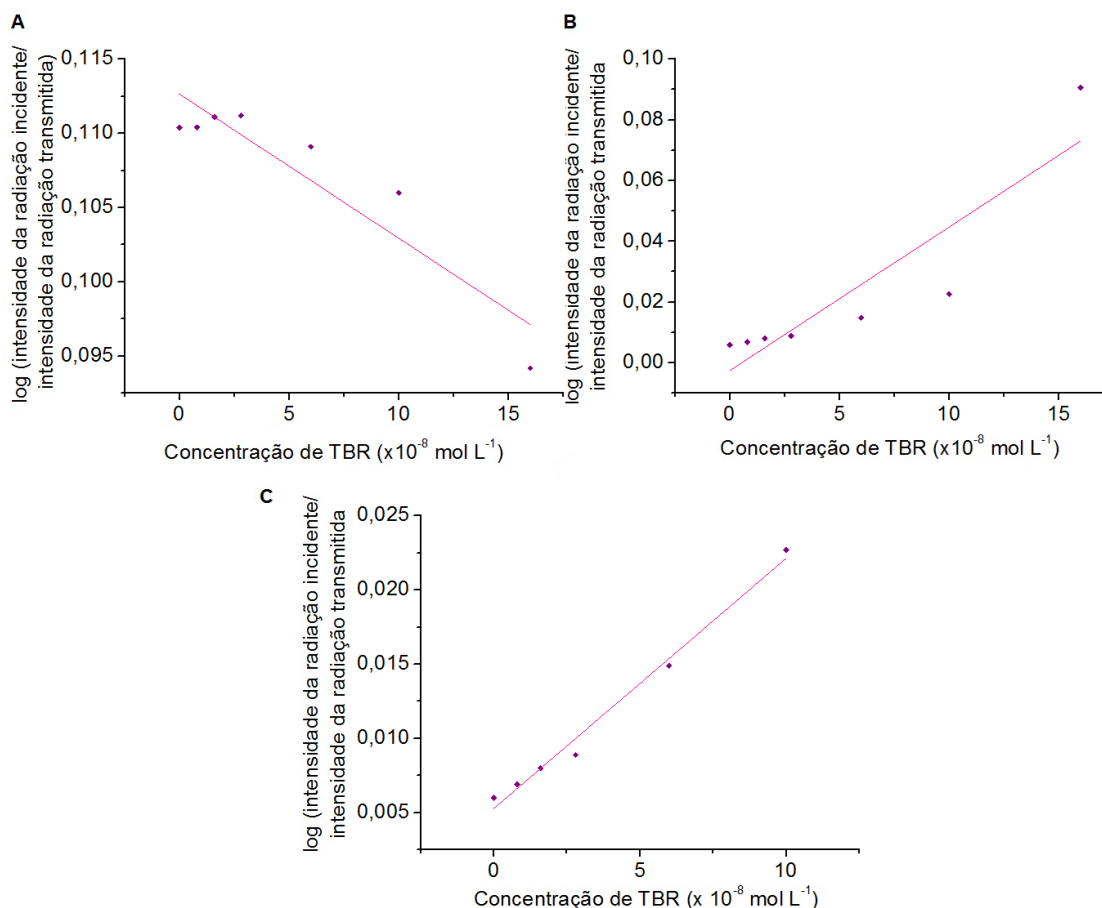 A
log (intensidade da radiação incidente/
intensidade da radiação transmitida)
0,115
0,110
0,105
0,100
0,095
0
5
10
15
Concentração de TBR (x10⁻⁸ mol L⁻¹)
B
log (intensidade da radiação incidente/
intensidade da radiação transmitida
0,10
0,08
0,06
0,04
0,02
0,00
0
5
10
15
Concentração de TBR (x10⁻⁸ mol L⁻¹)
C
log (intensidade da radiação incidente/
intensidade da radiação transmitida
0,025
0,020
0,015
0,010
0,005
0
5
10
Concentração de TBR (x 10⁻⁸ mol L⁻¹)